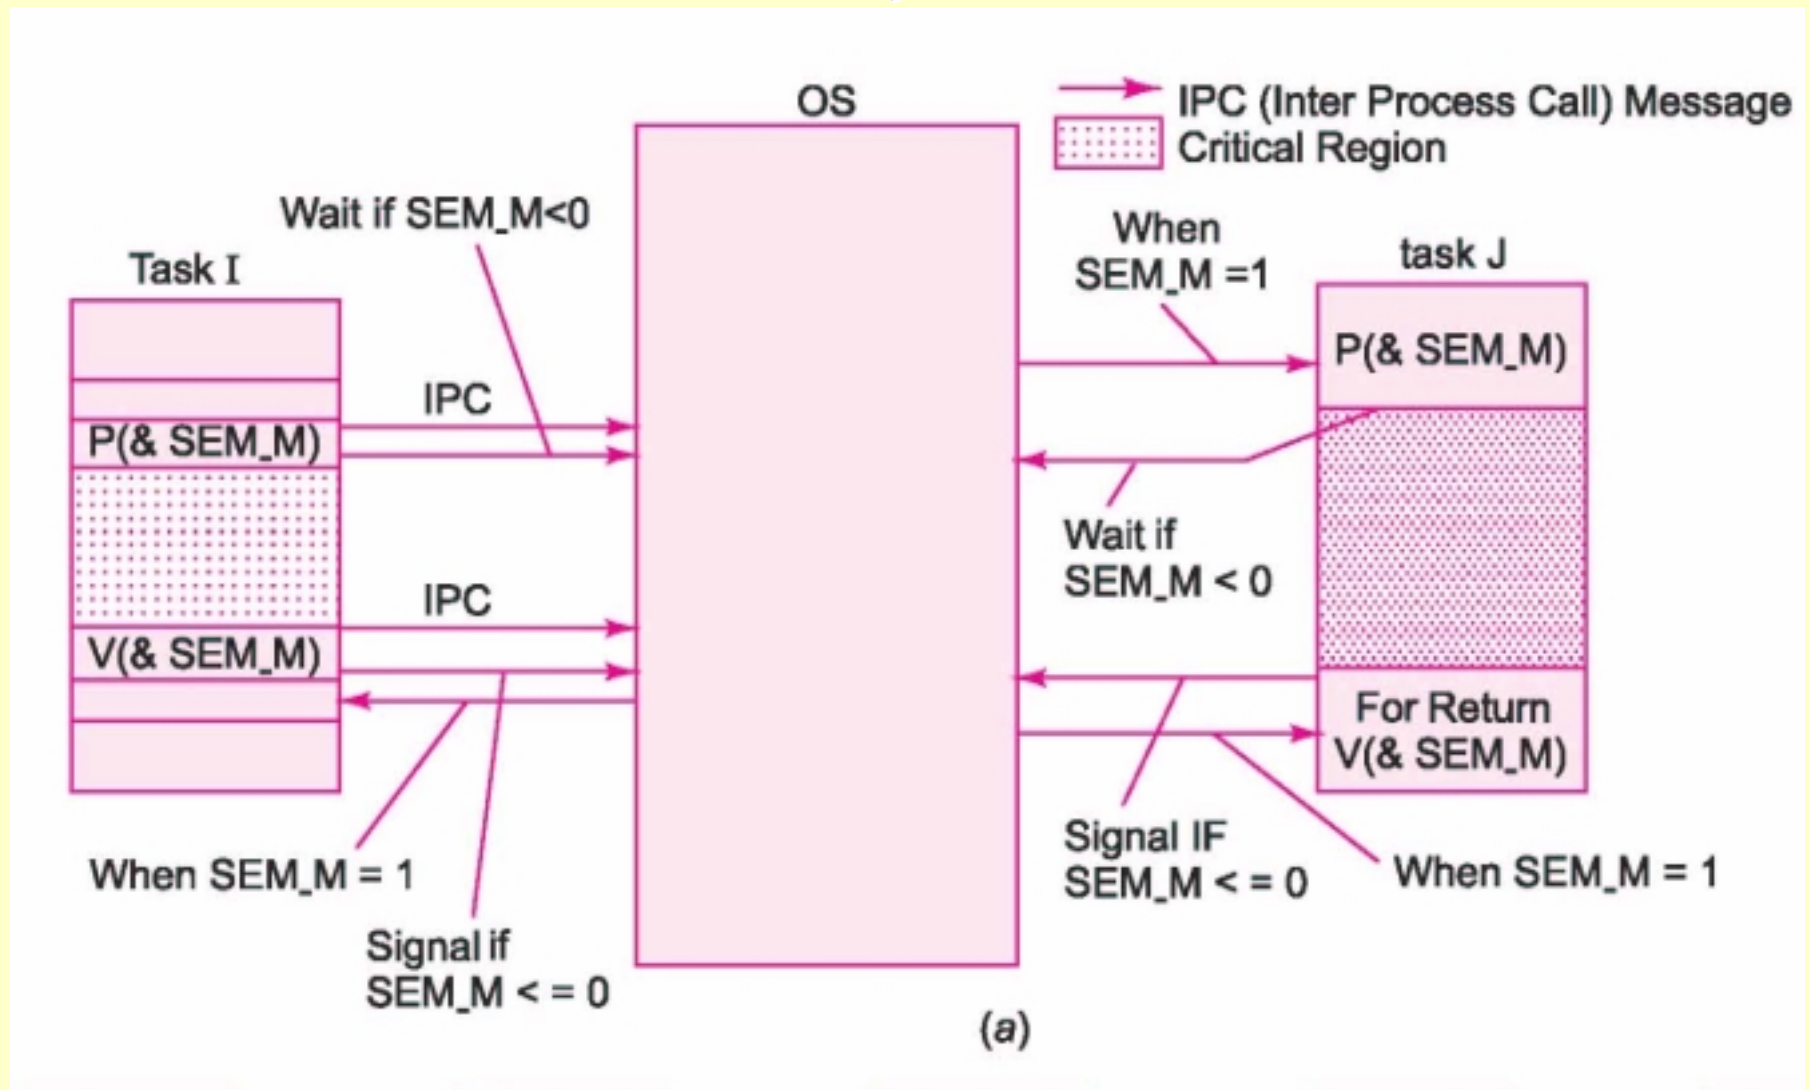 OS
IPC (Inter Process Call) Message
Critical Region
Wait if SEM_M<0
When
SEM_M =1
Task I
task J
IPC
P(& SEM_M)
P(& SEM_M)
Wait if
SEM_M < 0
IPC
V(& SEM_M)
For Return
V(& SEM_M)
When SEM_M = 1
Signal if
SEM_M < = 0
Signal IF
SEM_M < = 0
When SEM_M = 1
(a)